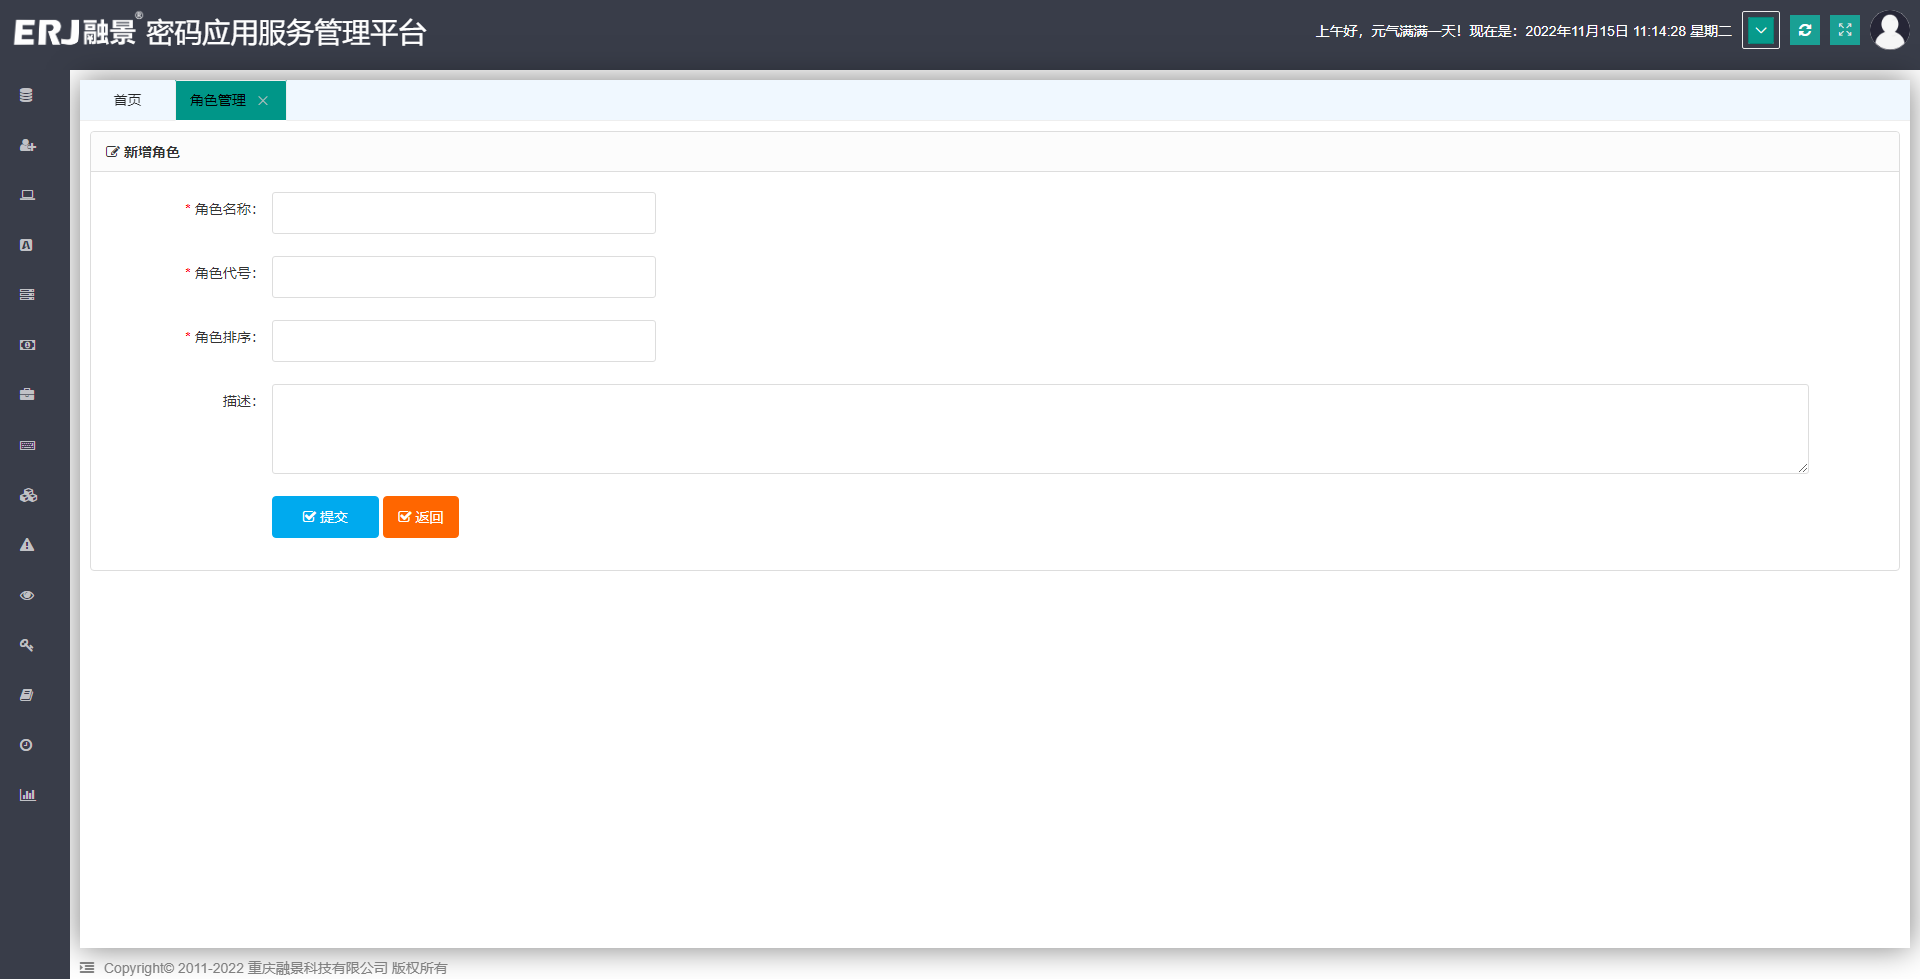 ERJ融景® 密码应用服务管理平台
上午好，元气满满一天！现在是：2022年11月15日 11:14:28 星期二
首页
角色管理
新增角色
* 角色名称：
* 角色代号：
* 角色排序：
描述：
提交
返回
Copyright© 2011-2022 重庆融景科技有限公司 版权所有